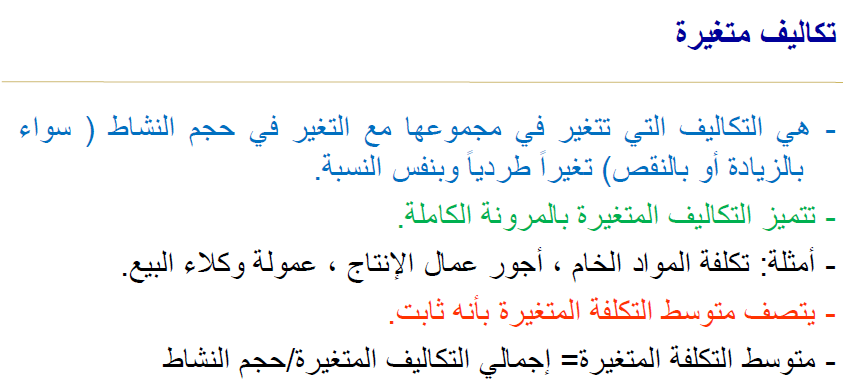 تكاليف متغيرة
- هي التكاليف التي تتغير في مجموعها مع التغير في حجم النشاط ( سواء
بالزيادة أو بالنقص) تغيراً طردياً وبنفس النسبة.
- تتميز التكاليف المتغيرة بالمرونة الكاملة.
- أمثلة: تكلفة المواد الخام ، أجور عمال الإنتاج ، عمولة وكلاء البيع.
- يتصف متوسط التكلفة المتغيرة بأنه ثابت.
- متوسط التكلفة المتغيرة= إجمالي التكاليف المتغيرة/حجم النشاط